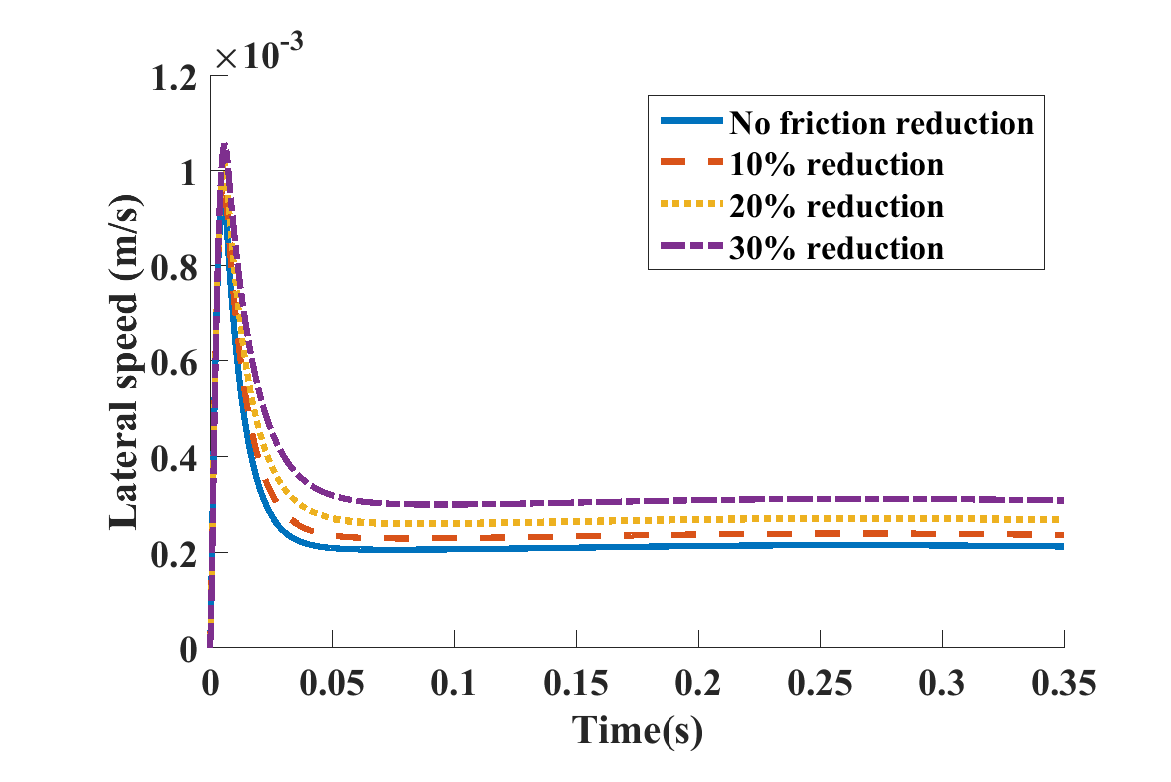 ×10-3
1.2
1
0.8
0.6
0.4
0.2
0
Lateral speed (m/s)
No friction reduction
10% reduction
20% reduction
30% reduction
0 0.05 0.1 0.15 0.2 0.25 0.3 0.35
Time(s)